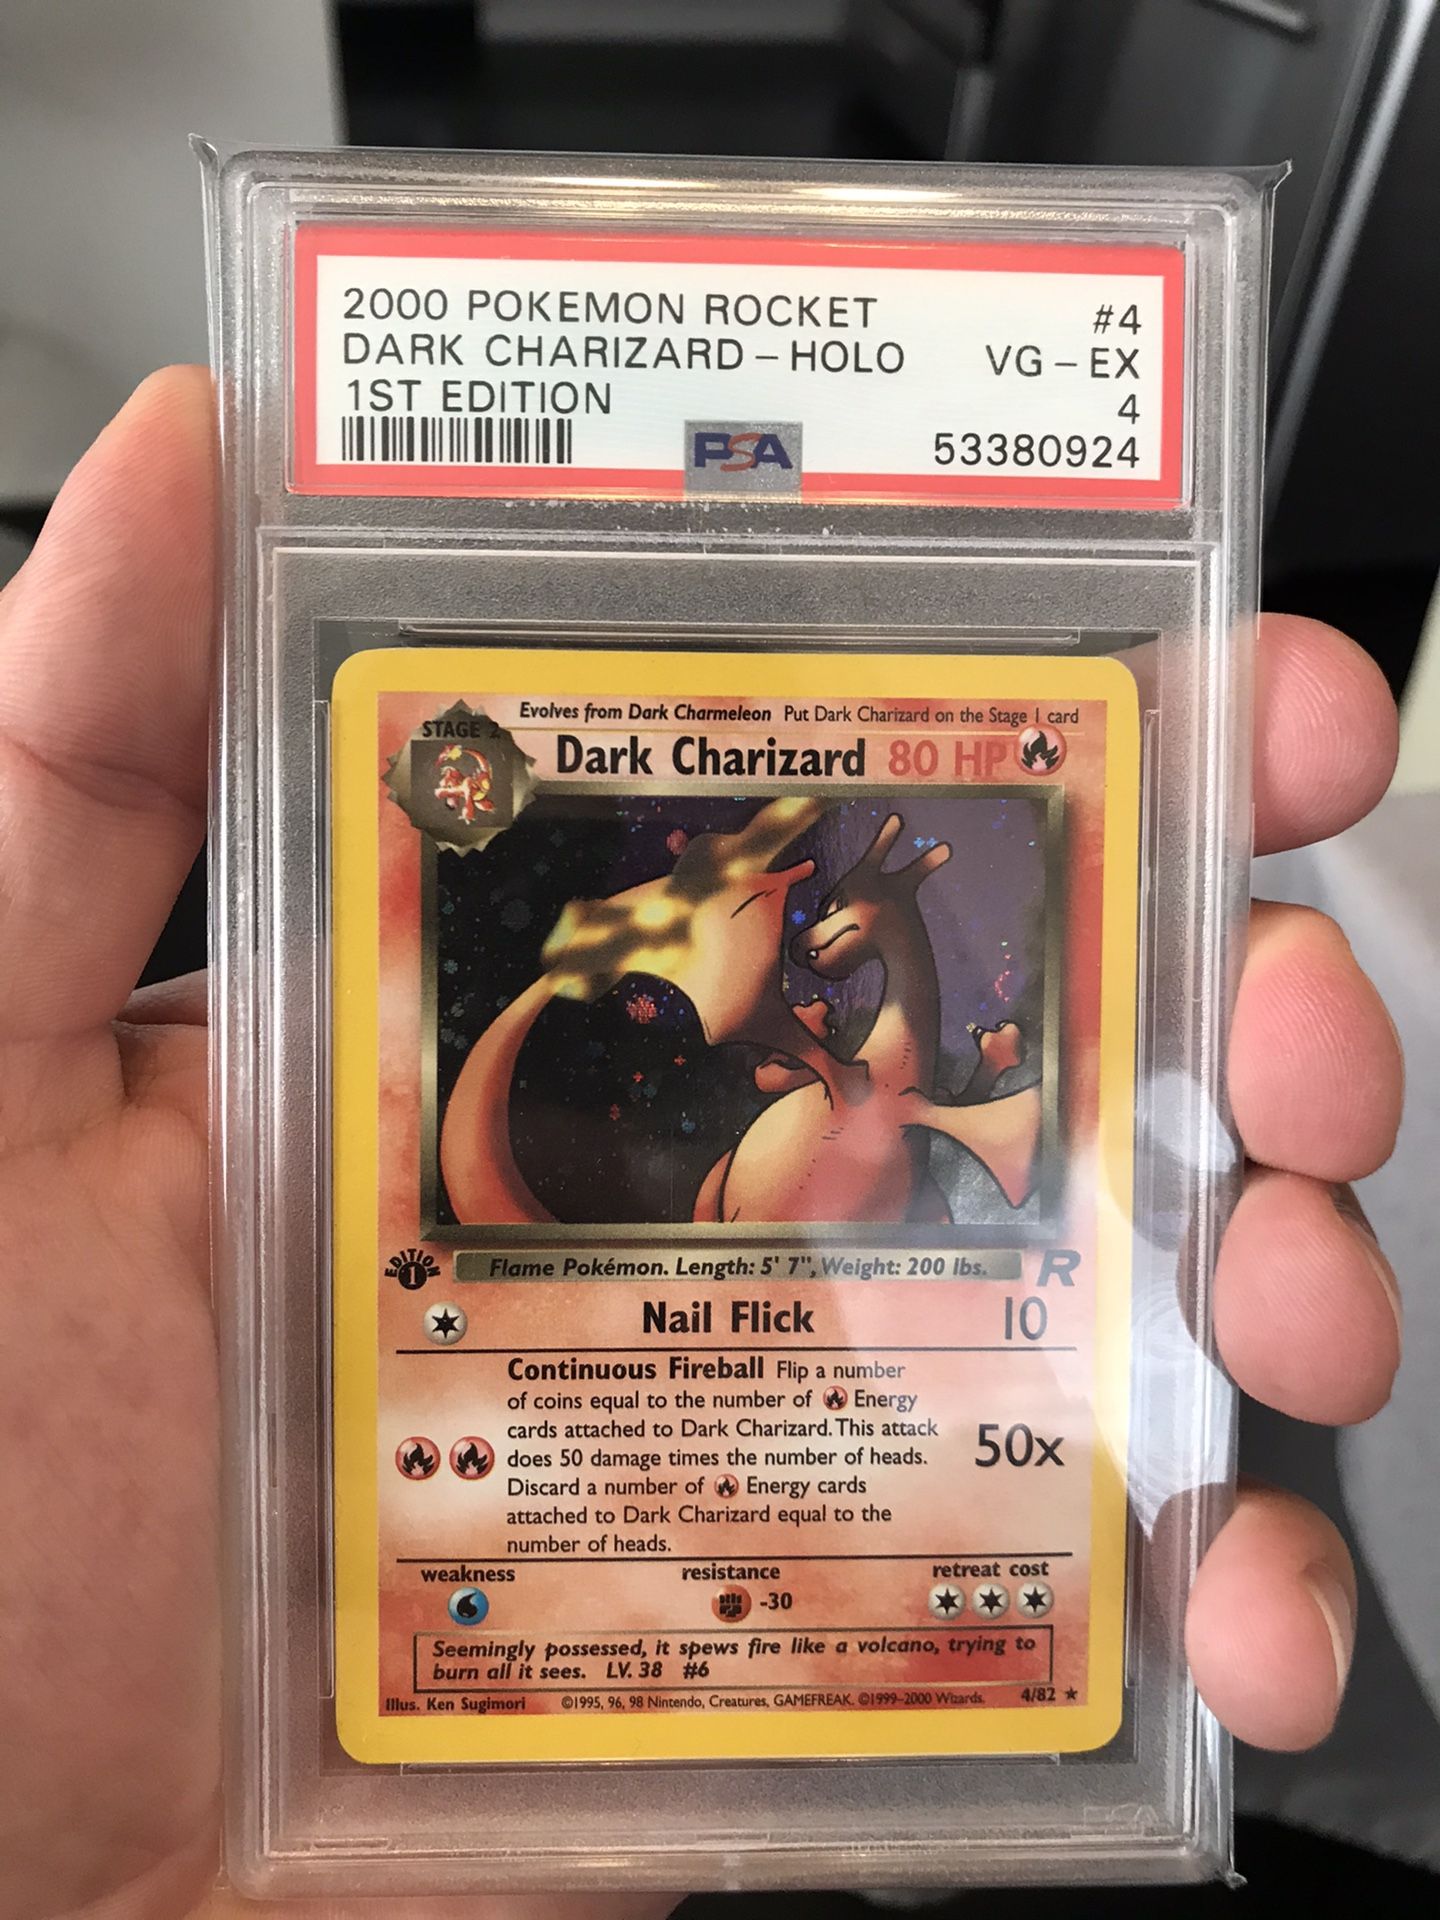 2000 POKEMON ROCKET #4
DARK CHARIZARD – HOLO VG – EX
1ST EDITION 4
PSA 53380924
Evolves from Dark Charmeleon Put Dark Charizard on the Stage 1 card
STAGE 2
Dark Charizard 80 HP
EDITION 1
Flame Pokémon. Length: 5' 7", Weight: 200 lbs. R
Nail Flick 10
Continuous Fireball Flip a number
of coins equal to the number of Energy
cards attached to Dark Charizard. This attack
does 50 damage times the number of heads. 50x
Discard a number of Energy cards
attached to Dark Charizard equal to the
number of heads.
weakness resistance retreat cost
-30
Seemingly possessed, it spews fire like a volcano, trying to
burn all it sees. LV. 38 #6
Illus. Ken Sugimori ©1995, 96, 98 Nintendo, Creatures, GAMEFREAK. ©1999-2000 Wizards. 4/82 ★
PSA